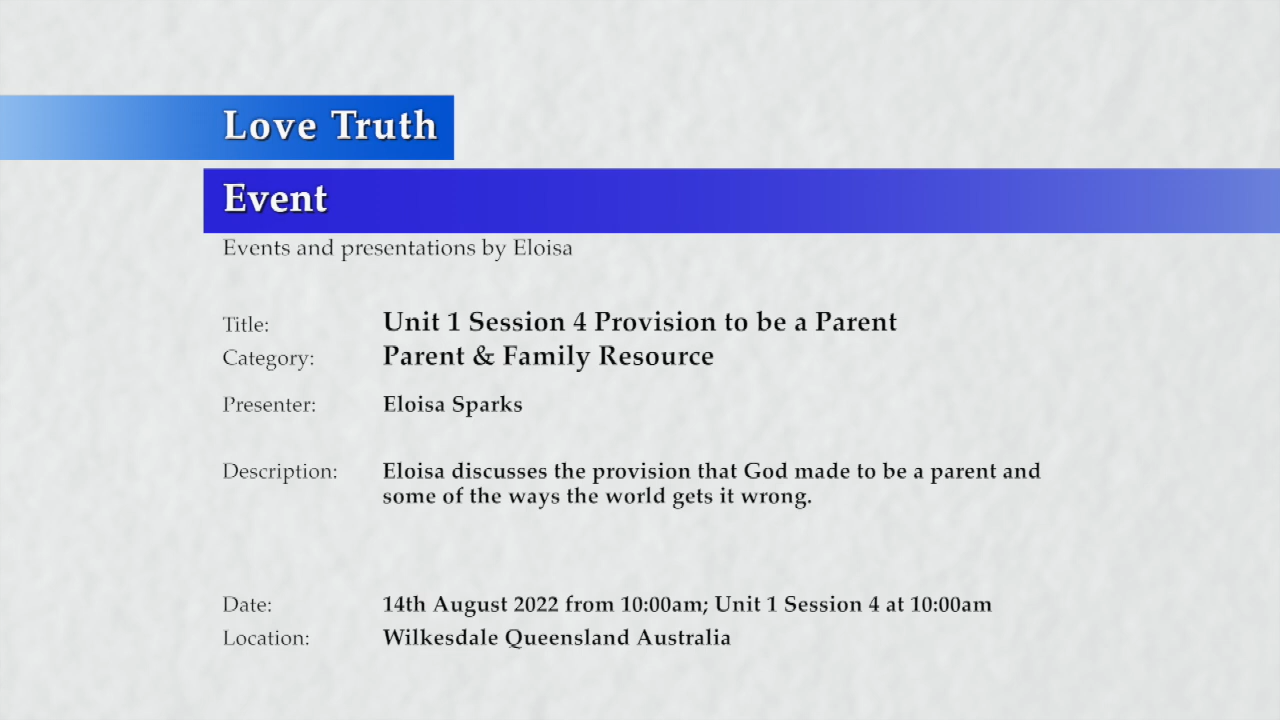 Love Truth
Event
Events and presentations by Eloisa
Title: Unit 1 Session 4 Provision to be a Parent
Category: Parent & Family Resource
Presenter: Eloisa Sparks
Description: Eloisa discusses the provision that God made to be a parent and
some of the ways the world gets it wrong.
Date: 14th August 2022 from 10:00am; Unit 1 Session 4 at 10:00am
Location: Wilkesdale Queensland Australia